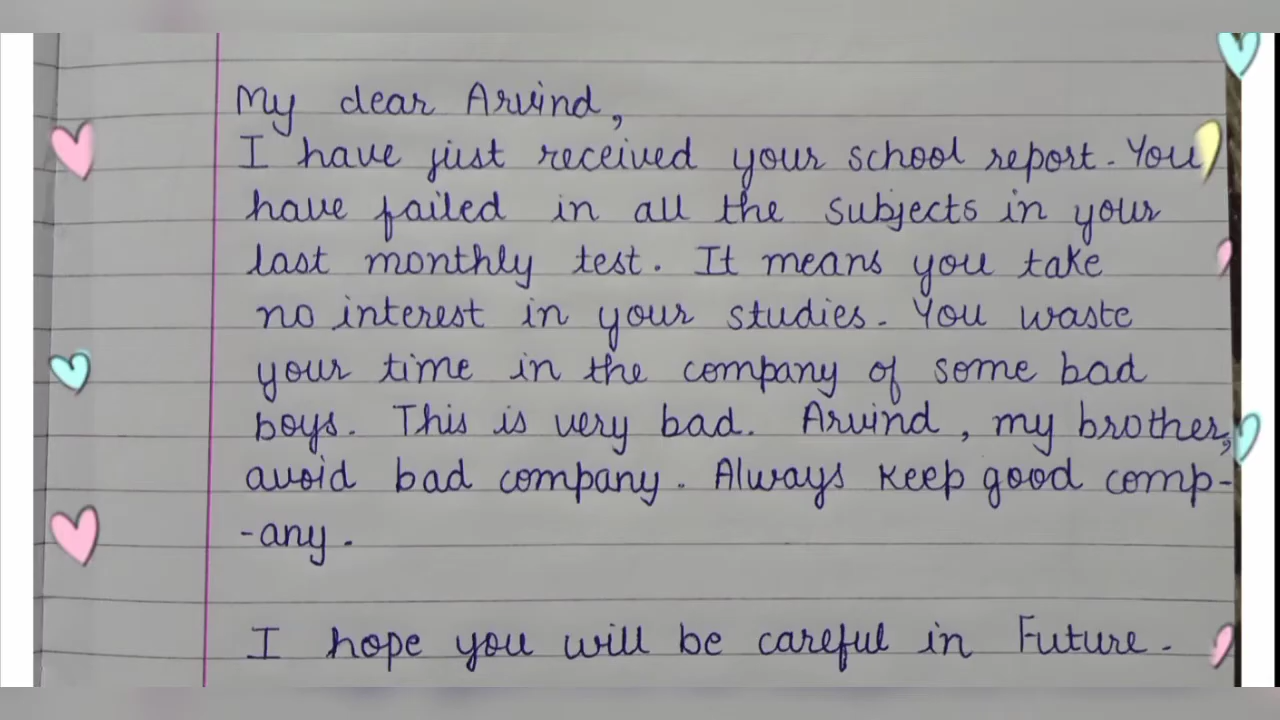 My dear Arvind,
I have just received your school report. You
have failed in all the subjects in your
last monthly test. It means you take
no interest in your studies. You waste
your time in the company of some bad
boys. This is very bad. Arvind, my brother,
avoid bad company. Always keep good comp-
-any.
I hope you will be careful in Future.